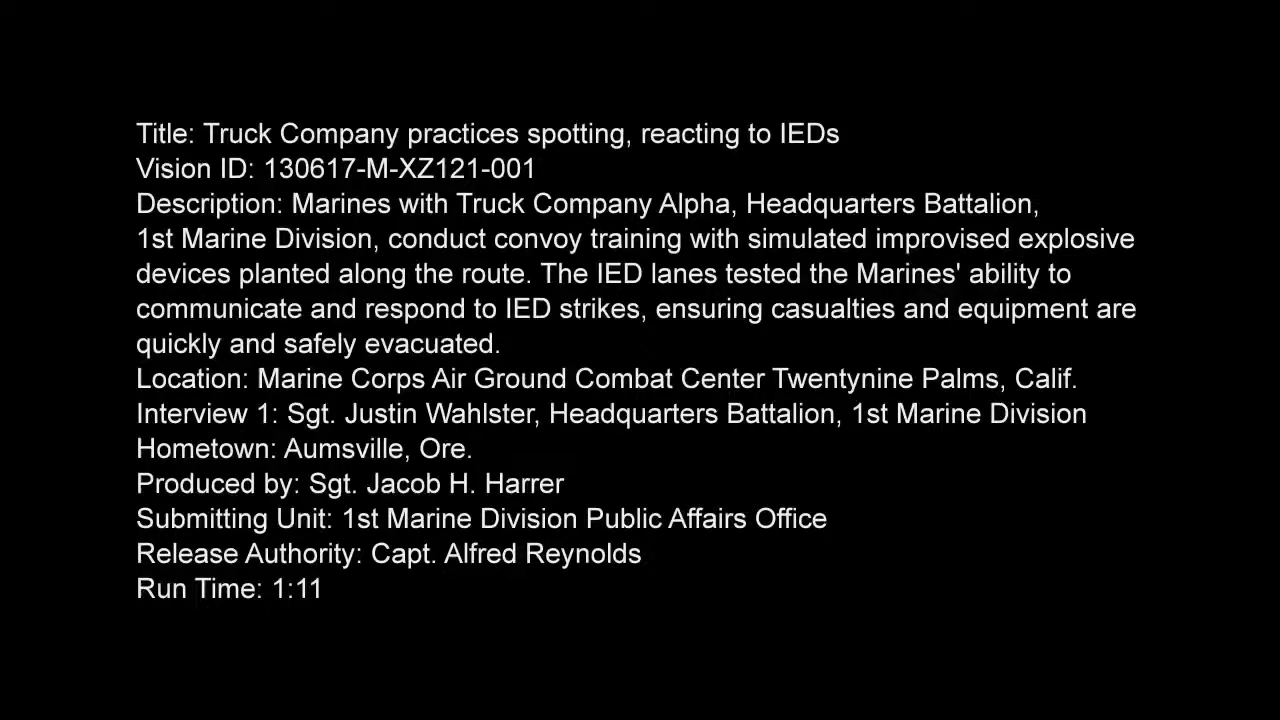 Title: Truck Company practices spotting, reacting to IEDs
Vision ID: 130617-M-XZ121-001
Description: Marines with Truck Company Alpha, Headquarters Battalion,
1st Marine Division, conduct convoy training with simulated improvised explosive
devices planted along the route. The IED lanes tested the Marines' ability to
communicate and respond to IED strikes, ensuring casualties and equipment are
quickly and safely evacuated.
Location: Marine Corps Air Ground Combat Center Twentynine Palms, Calif.
Interview 1: Sgt. Justin Wahlster, Headquarters Battalion, 1st Marine Division
Hometown: Aumsville, Ore.
Produced by: Sgt. Jacob H. Harrer
Submitting Unit: 1st Marine Division Public Affairs Office
Release Authority: Capt. Alfred Reynolds
Run Time: 1:11